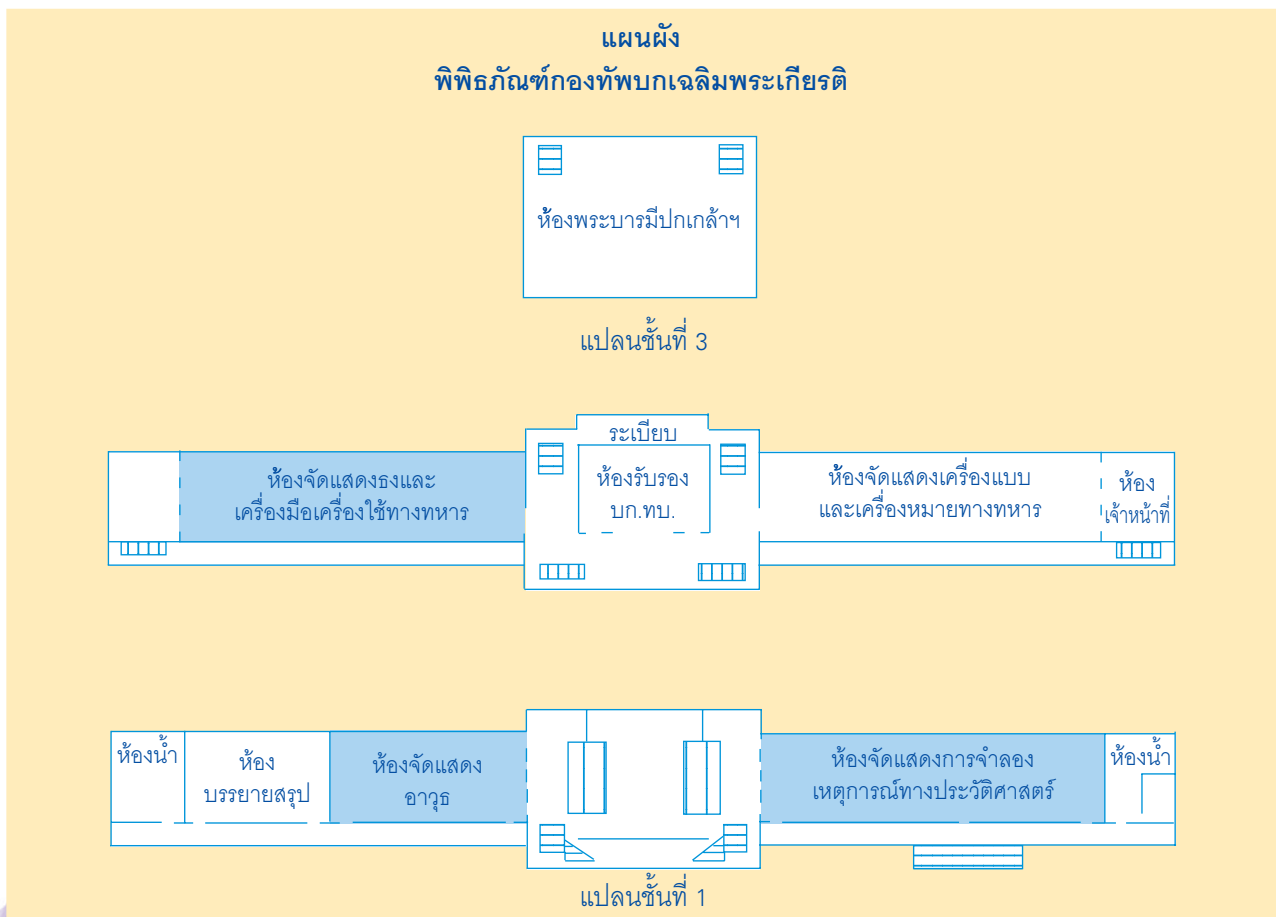 แผนผัง
พิพิธภัณฑ์กองทัพบกเฉลิมพระเกียรติ
ห้องพระบารมีปกเกล้าฯ
แปลนชั้นที่ 3
ระเบียบ
ห้องจัดแสดงธงและ
เครื่องมือเครื่องใช้ทางทหาร
ห้องรับรอง
บก.ทบ.
ห้องจัดแสดงเครื่องแบบ
และเครื่องหมายทางทหาร
ห้อง
เจ้าหน้าที่
ห้องน้ำ
ห้อง
บรรยายสรุป
ห้องจัดแสดง
อาวุธ
ห้องจัดแสดงการจำลอง
เหตุการณ์ทางประวัติศาสตร์
ห้องน้ำ
แปลนชั้นที่ 1